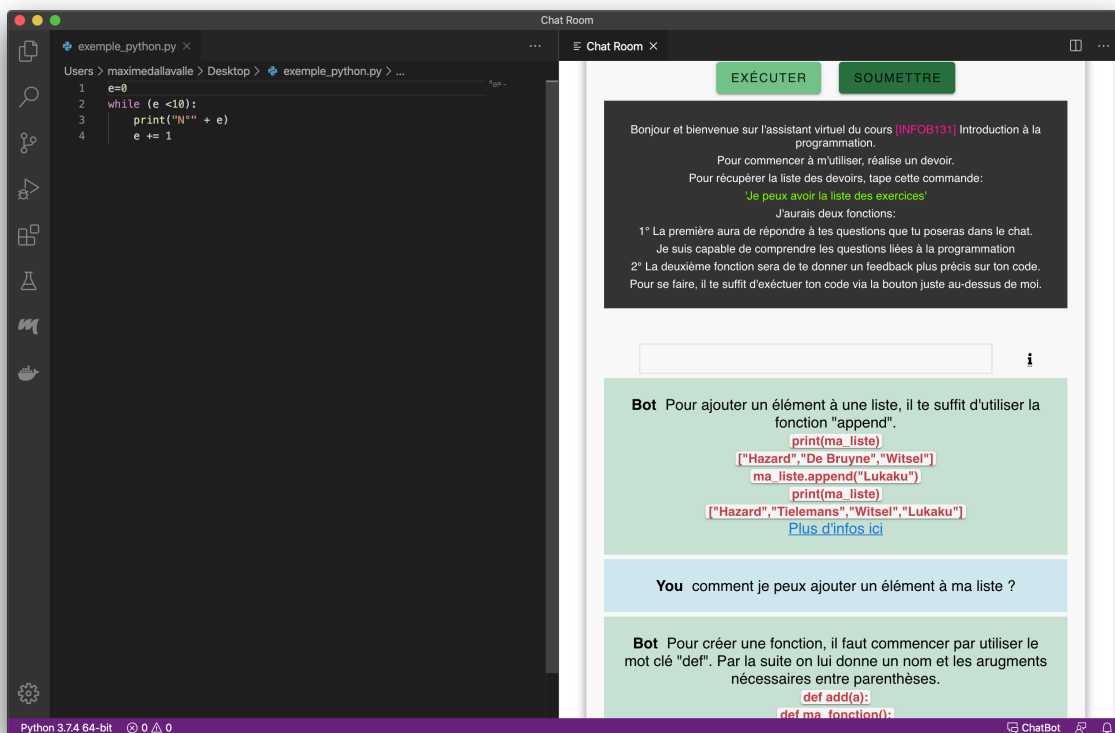 Chat Room
exemple_python.py
Chat Room
Users > maximedallavalle > Desktop > exemple_python.py > ...
1 e=0
2 while (e <10):
3 print("N°" + e)
4 e += 1
EXÉCUTER SOUMETTRE
Bonjour et bienvenue sur l'assistant virtuel du cours [INFOB131] Introduction à la
programmation.
Pour commencer à m'utiliser, réalise un devoir.
Pour récupérer la liste des devoirs, tape cette commande:
'Je peux avoir la liste des exercices'
J'aurais deux fonctions:
1° La première aura de répondre à tes questions que tu poseras dans le chat.
Je suis capable de comprendre les questions liées à la programmation
2° La deuxième fonction sera de te donner un feedback plus précis sur ton code.
Pour se faire, il te suffit d'exéctuer ton code via la bouton juste au-dessus de moi.
i
Bot Pour ajouter un élément à une liste, il te suffit d'utiliser la
fonction "append".
print(ma_liste)
["Hazard","De Bruyne","Witsel"]
ma_liste.append("Lukaku")
print(ma_liste)
["Hazard","Tielemans","Witsel","Lukaku"]
Plus d'infos ici
You comment je peux ajouter un élément à ma liste ?
Bot Pour créer une fonction, il faut commencer par utiliser le
mot clé "def". Par la suite on lui donne un nom et les arugments
nécessaires entre parenthèses.
def add(a):
def ma_fonction():
Python 3.7.4 64-bit 0 0
ChatBot